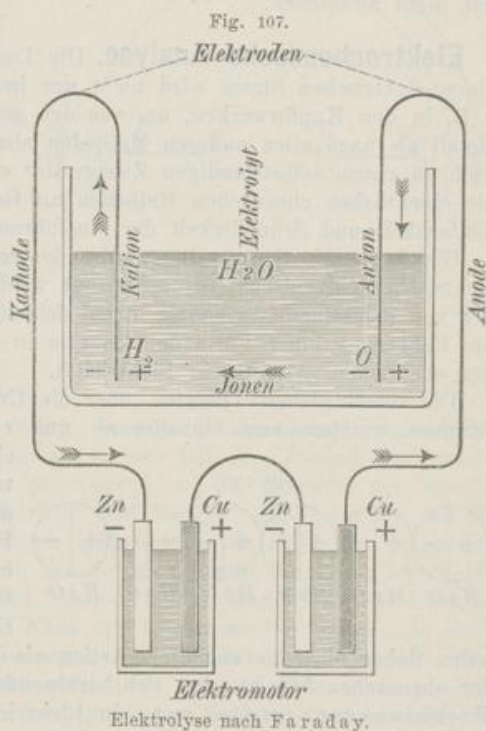 Fig. 107.
Elektroden
Kathode
Kation
Elektrolyt
Anion
Anode
H2O
H2
- +
O
- +
Jonen
Zn
-
Cu
+
Zn
-
Cu
+
Elektromotor
Elektrolyse nach Faraday.